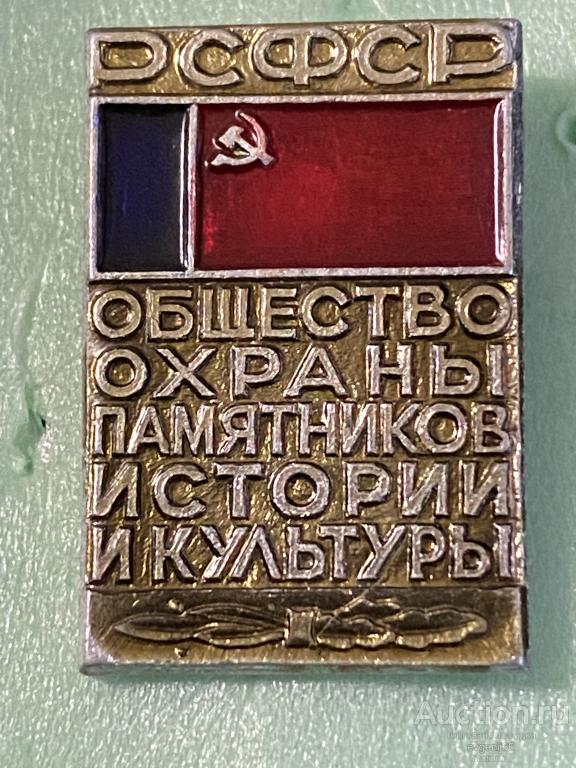 РСФСР
ОБЩЕСТВО
ОХРАНЫ
ПАМЯТНИКОВ
ИСТОРИИ
И КУЛЬТУРЫ
Auction.ru